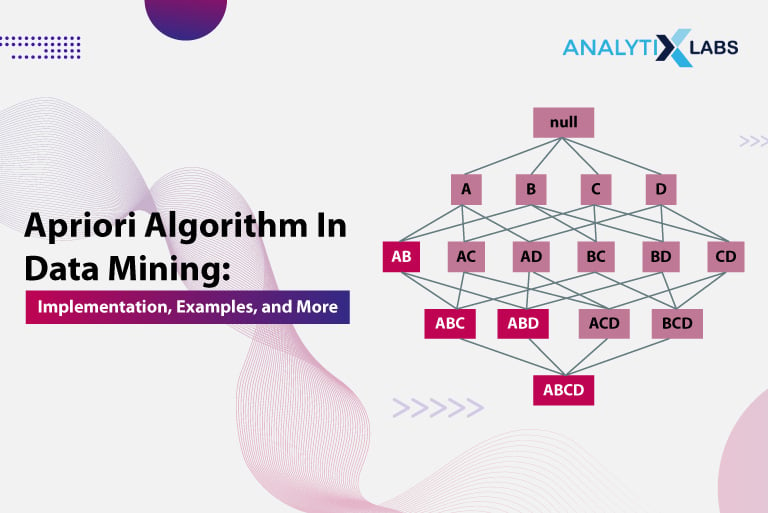 ANALYTIX LABS
Apriori Algorithm In
Data Mining:
Implementation, Examples, and More
null
A B C D
AB AC AD BC BD CD
ABC ABD ACD BCD
ABCD